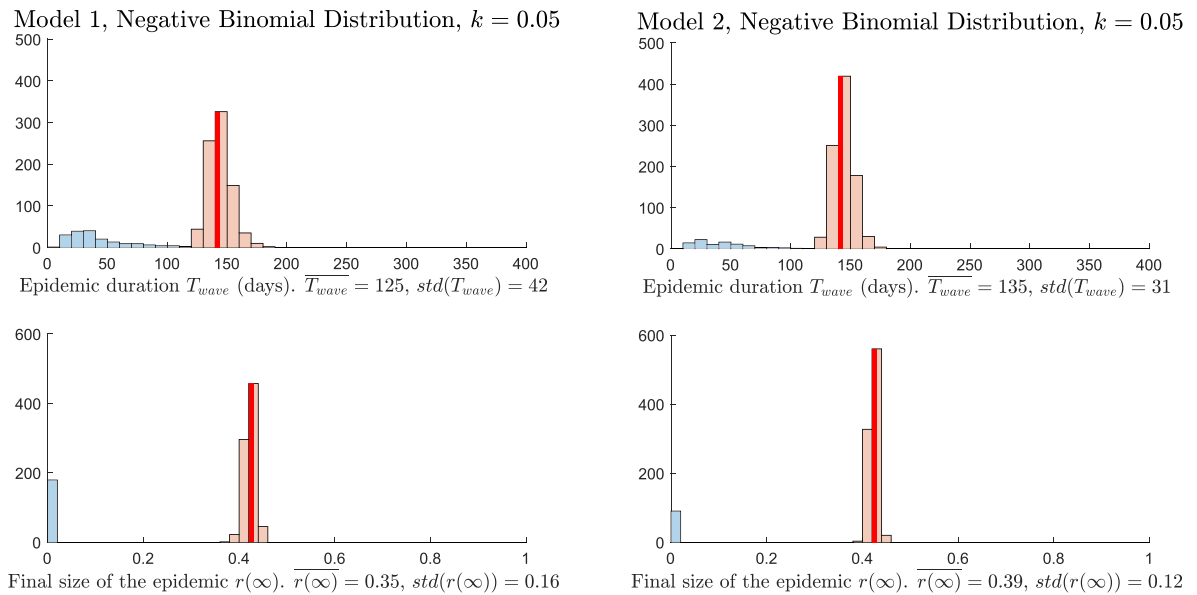 Model 1, Negative Binomial Distribution, k = 0.05
500
400
300
200
100
0
0 50 100 150 200 250 300 350 400
Epidemic duration T_wave (days). \overline{T_wave} = 125, std(T_wave) = 42
600
400
200
0
0 0.2 0.4 0.6 0.8 1
Final size of the epidemic r(∞). \overline{r(∞)} = 0.35, std(r(∞)) = 0.16
Model 2, Negative Binomial Distribution, k = 0.05
500
400
300
200
100
0
0 50 100 150 200 250 300 350 400
Epidemic duration T_wave (days). \overline{T_wave} = 135, std(T_wave) = 31
600
400
200
0
0 0.2 0.4 0.6 0.8 1
Final size of the epidemic r(∞). \overline{r(∞)} = 0.39, std(r(∞)) = 0.12